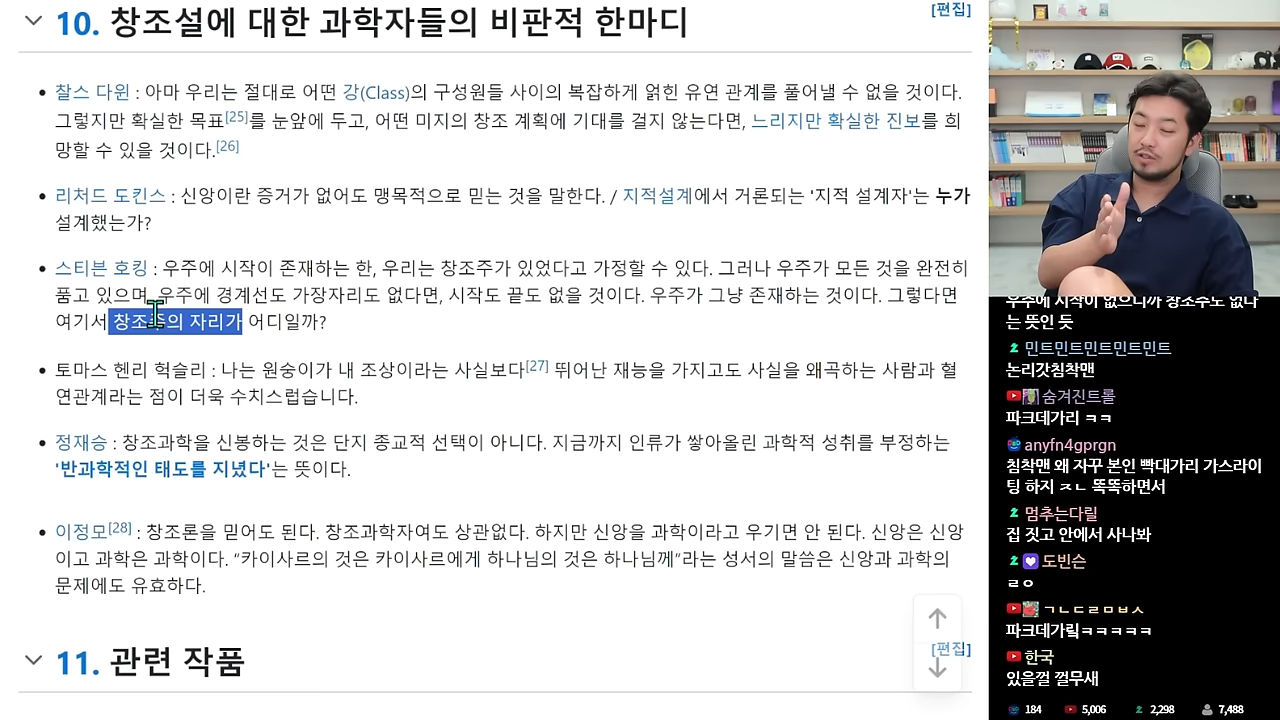 10. 창조설에 대한 과학자들의 비판적 한마디
[편집]
찰스 다윈 : 아마 우리는 절대로 어떤 강(Class)의 구성원들 사이의 복잡하게 얽힌 유연 관계를 풀어낼 수 없을 것이다.
그렇지만 확실한 목표[25]를 눈앞에 두고, 어떤 미지의 창조 계획에 기대를 걸지 않는다면, 느리지만 확실한 진보를 희
망할 수 있을 것이다.[26]
리처드 도킨스 : 신앙이란 증거가 없어도 맹목적으로 믿는 것을 말한다. / 지적설계에서 거론되는 '지적 설계자'는 누가
설계했는가?
스티븐 호킹 : 우주에 시작이 존재하는 한, 우리는 창조주가 있었다고 가정할 수 있다. 그러나 우주가 모든 것을 완전히
품고 있으며, 우주에 경계선도 가장자리도 없다면, 시작도 끝도 없을 것이다. 우주가 그냥 존재하는 것이다. 그렇다면
여기서 창조주의 자리가 어디일까?
토마스 헨리 헉슬리 : 나는 원숭이가 내 조상이라는 사실보다[27] 뛰어난 재능을 가지고도 사실을 왜곡하는 사람과 혈
연관계라는 점이 더욱 수치스럽습니다.
정재승 : 창조과학을 신봉하는 것은 단지 종교적 선택이 아니다. 지금까지 인류가 쌓아올린 과학적 성취를 부정하는
'반과학적인 태도를 지녔다'는 뜻이다.
이정모[28] : 창조론을 믿어도 된다. 창조과학자여도 상관없다. 하지만 신앙을 과학이라고 우기면 안 된다. 신앙은 신앙
이고 과학은 과학이다. “카이사르의 것은 카이사르에게 하나님의 것은 하나님께”라는 성서의 말씀은 신앙과 과학의
문제에도 유효하다.
11. 관련 작품
[편집]
우주에 시작이 없으니까 창조주도 없다
는 뜻인 듯
민트민트민트민트민트
논리갓침착맨
숨겨진트롤
파크데가리 ㅋㅋ
anyfn4gprgn
침착맨 왜 자꾸 본인 빡대가리 가스라이
팅 하지 ㅈㄴ 똑똑하면서
멈추는다릴
집 짓고 안에서 사나봐
도빈슨
ㄹㅇ
ㄱㄴㄷㄹㅁㅂㅅ
파크데가맄ㅋㅋㅋㅋㅋ
한국
있을껄 껄무새
184 5,006 2,298 7,488